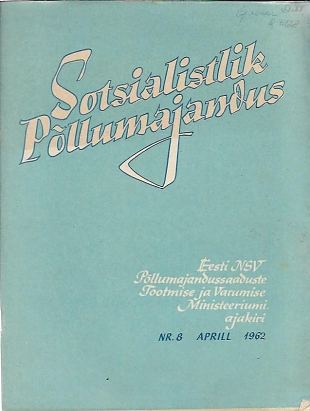 Sotsialistlik
Põllumajandus
Eesti NSV
Põllumajandussaaduste
Tootmise ja Varumise
Ministeeriumi
ajakiri
NR. 8 APRILL 1962